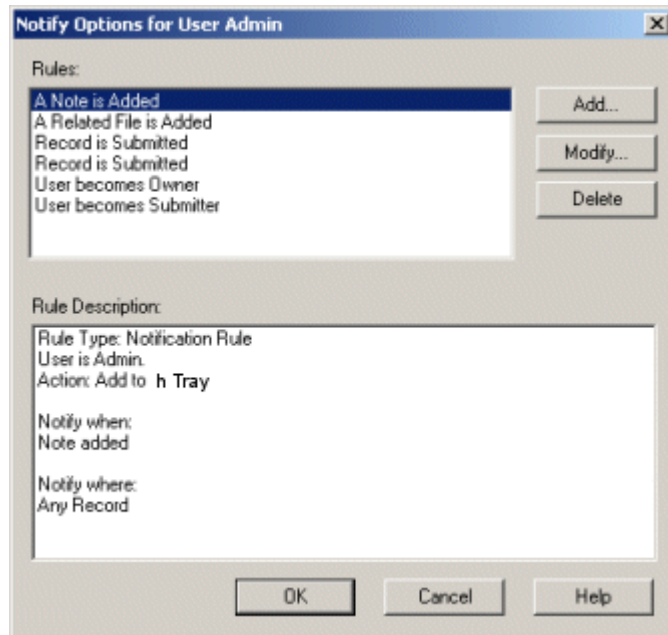 Notify Options for User Admin
Rules:
A Note is Added
A Related File is Added
Record is Submitted
Record is Submitted
User becomes Owner
User becomes Submitter
Add...
Modify...
Delete
Rule Description:
Rule Type: Notification Rule
User is Admin.
Action: Add to h Tray
Notify when:
Note added
Notify where:
Any Record
OK
Cancel
Help